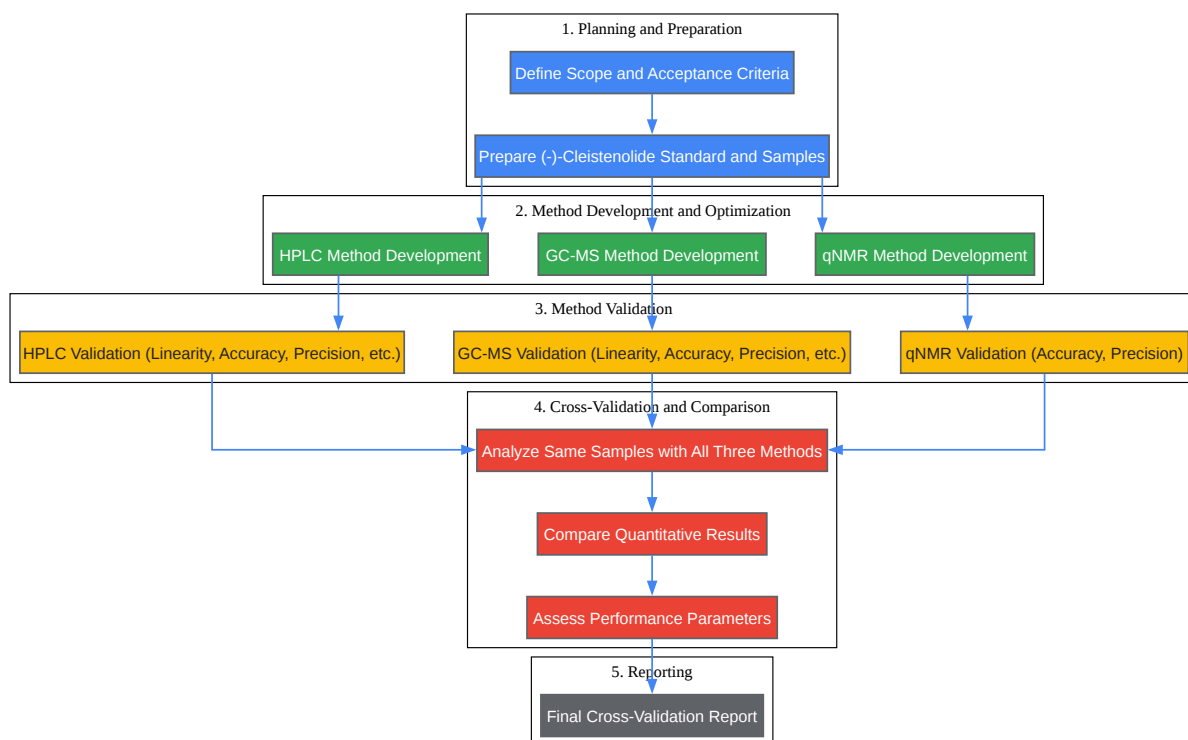 1. Planning and Preparation
Define Scope and Acceptance Criteria
Prepare (-)-Cleistenolide Standard and Samples
2. Method Development and Optimization
HPLC Method Development
GC-MS Method Development
qNMR Method Development
3. Method Validation
HPLC Validation (Linearity, Accuracy, Precision, etc.)
GC-MS Validation (Linearity, Accuracy, Precision, etc.)
qNMR Validation (Accuracy, Precision)
4. Cross-Validation and Comparison
Analyze Same Samples with All Three Methods
Compare Quantitative Results
Assess Performance Parameters
5. Reporting
Final Cross-Validation Report